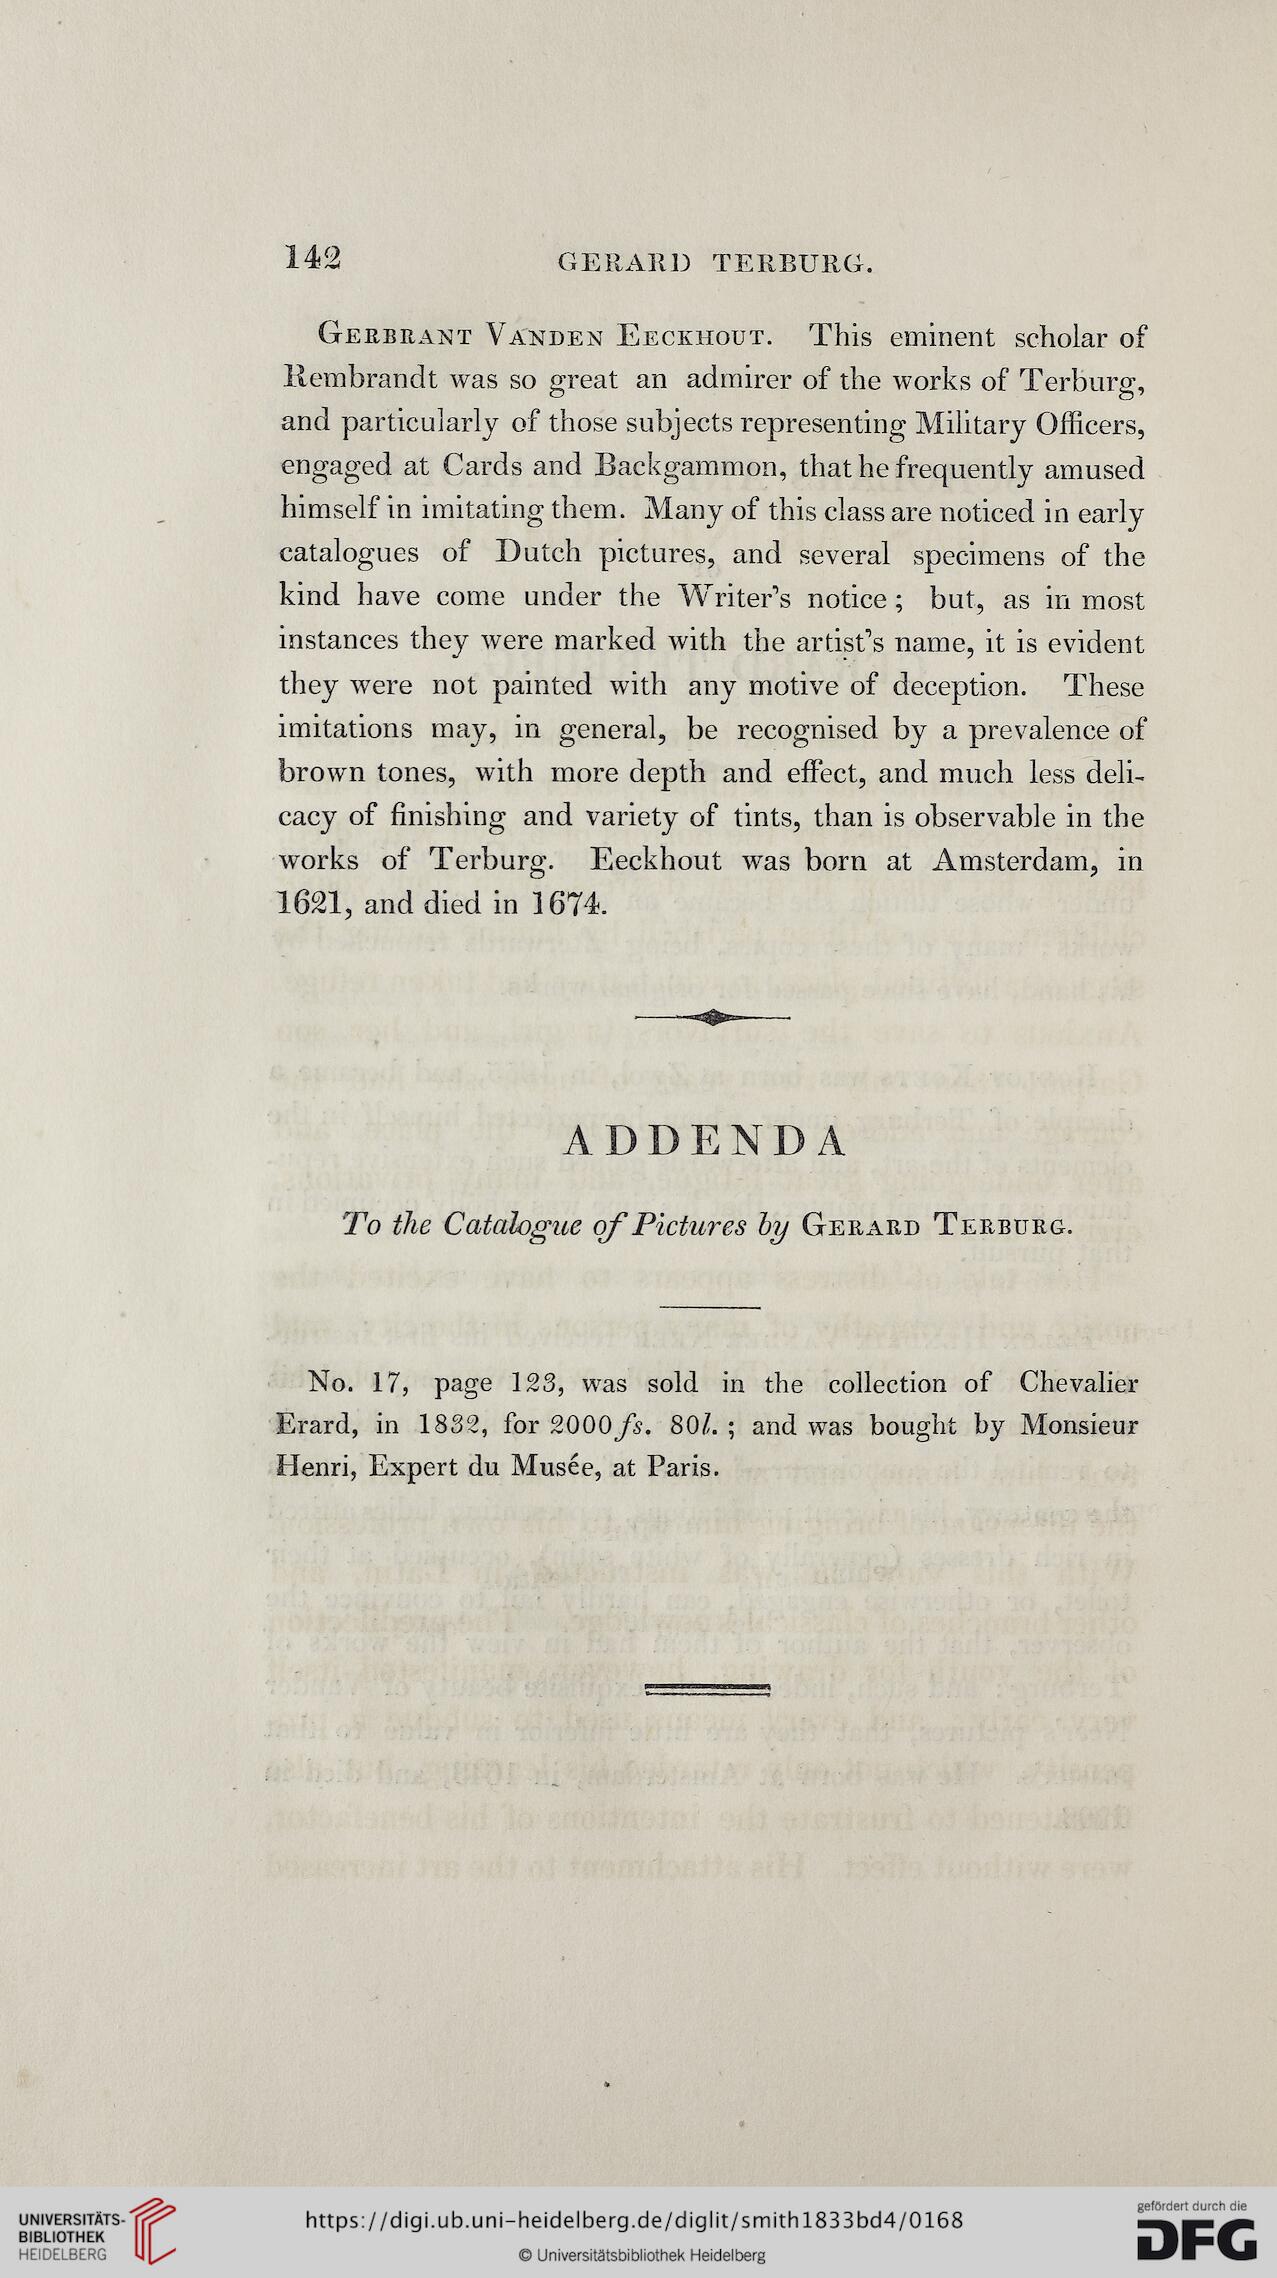 142 GERARD TERBURG.
GERBRANT VANDEN EECKHOUT. This eminent scholar of
Rembrandt was so great an admirer of the works of Terburg,
and particularly of those subjects representing Military Officers,
engaged at Cards and Backgammon, that he frequently amused
himself in imitating them. Many of this class are noticed in early
catalogues of Dutch pictures, and several specimens of the
kind have come under the Writer's notice; but, as in most
instances they were marked with the artist's name, it is evident
they were not painted with any motive of deception. These
imitations may, in general, be recognised by a prevalence of
brown tones, with more depth and effect, and much less deli-
cacy of finishing and variety of tints, than is observable in the
works of Terburg. Eeckhout was born at Amsterdam, in
1621, and died in 1674.
ADDENDA
To the Catalogue of Pictures by GERARD TERBURG.
No. 17, page 123, was sold in the collection of Chevalier
Erard, in 1832, for 2000 fs. 80l.; and was bought by Monsieur
Henri, Expert du Musée, at Paris.
UNIVERSITÄTS-
BIBLIOTHEK
HEIDELBERG
https://digi.ub.uni-heidelberg.de/diglit/smith1833bd4/0168
© Universitätsbibliothek Heidelberg
gefördert durch die
DFG